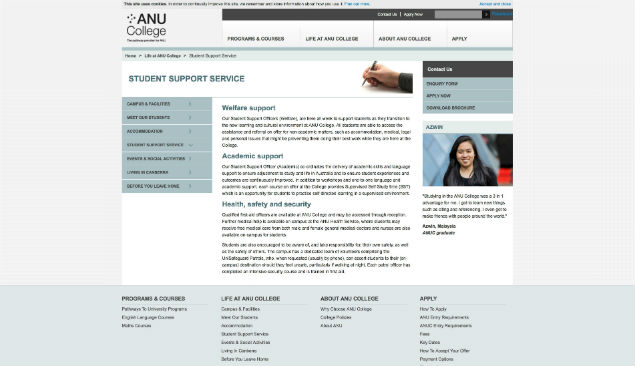 This site uses cookies. In order to continuously improve this site, we remember and store information about how you use it. Find out more.
Accept and close
Contact Us | Apply Now
ANU
College
PROGRAMS & COURSES
LIFE AT ANU COLLEGE
ABOUT ANU COLLEGE
APPLY
Home > Life at ANU College > Student Support Service
STUDENT SUPPORT SERVICE
CAMPUS & FACILITIES
MEET OUR STUDENTS
ACCOMMODATION
STUDENT SUPPORT SERVICE
EVENTS & SOCIAL ACTIVITIES
LIVING IN CANBERRA
BEFORE YOU LEAVE HOME
Welfare support
Our Student Support Officers (Welfare), are here all week to support students as they transition to
the new learning and cultural environment at ANU College. All students are able to access the
assistance and referral on offer for non academic matters, such as accommodation, medical, legal
and personal issues that might be preventing them doing their best work while they are here at the
College.
Academic support
Our Student Support Officer (Academic) co-ordinates the delivery of academic skills and language
support to ensure adjustment to study and life in Australia and to ensure student experiences and
outcomes are continuously improved. In addition to workshops and one to one language and
academic support, each course on offer at the College provides Supervised Self Study time (SST)
which is an opportunity for students to practice self directed learning in a supervised environment.
Health, safety and security
Qualified first aid officers are available at ANU College and may be accessed through reception.
Further medical help is available on campus at the ANU Health Service, where students may
receive free medical care from both male and female general medical doctors and nurses are also
available on campus for students.
Students are also encouraged to be aware of, and take responsibility for their own safety, as well
as the safety of others. The campus has a dedicated team of volunteers comprising the
UniSafeguard Patrols, who, when requested (usually by phone), can escort students to their (on
campus) destination should they feel unsafe, particularly if walking at night. Each patrol officer has
completed an intensive security course and is trained in first aid.
Contact Us
ENQUIRY FORM
APPLY NOW
DOWNLOAD BROCHURE
AZWIN
"Studying in the ANU College was a 3 in 1
advantage for me. I got to learn new things
such as citing and referencing. I even got to
make friends with people around the world."
Azwin, Malaysia
ANUC graduate
PROGRAMS & COURSES
Pathways To University Programs
English Language Courses
Maths Courses
LIFE AT ANU COLLEGE
Campus & Facilities
Meet Our Students
Accommodation
Student Support Service
Events & Social Activities
Living In Canberra
Before You Leave Home
ABOUT ANU COLLEGE
Why Choose ANU College
College Policies
About ANU
APPLY
How To Apply
ANU Entry Requirements
ANUC Entry Requirements
Fees
Key Dates
How To Accept Your Offer
Payment Options